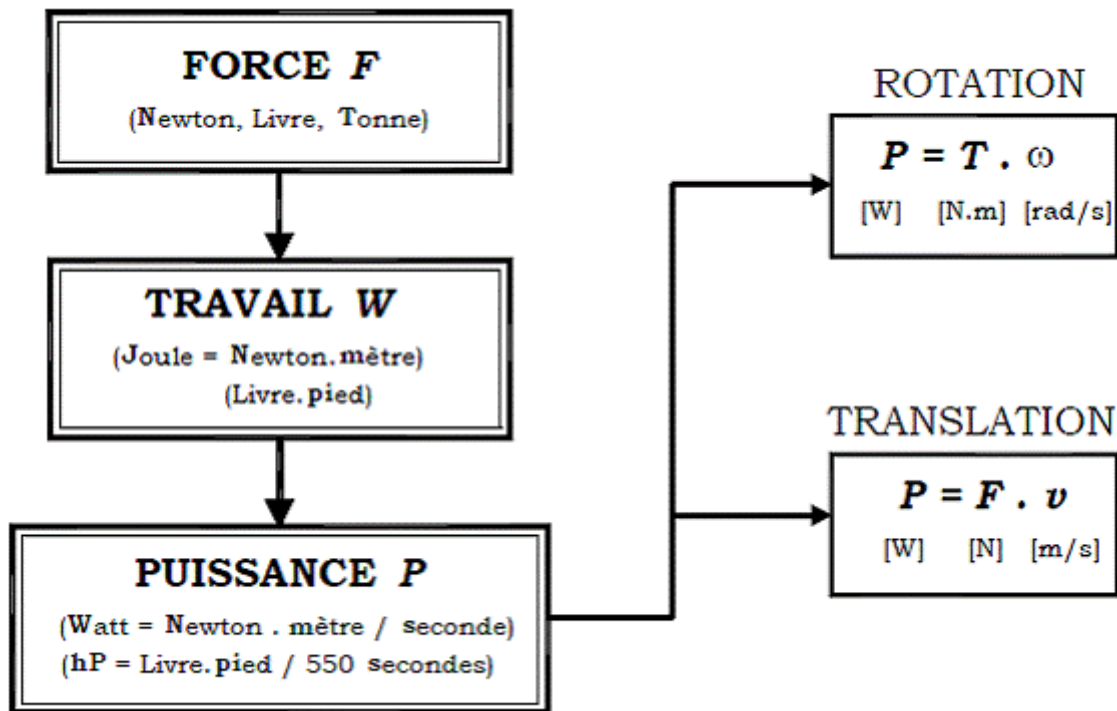 FORCE F
(Newton, Livre, Tonne)
TRAVAIL W
(Joule = Newton.mètre)
(Livre.pied)
PUISSANCE P
(Watt = Newton . mètre / seconde)
(hP = Livre.pied / 550 secondes)
ROTATION
P = T . ω
[W] [N.m] [rad/s]
TRANSLATION
P = F . v
[W] [N] [m/s]